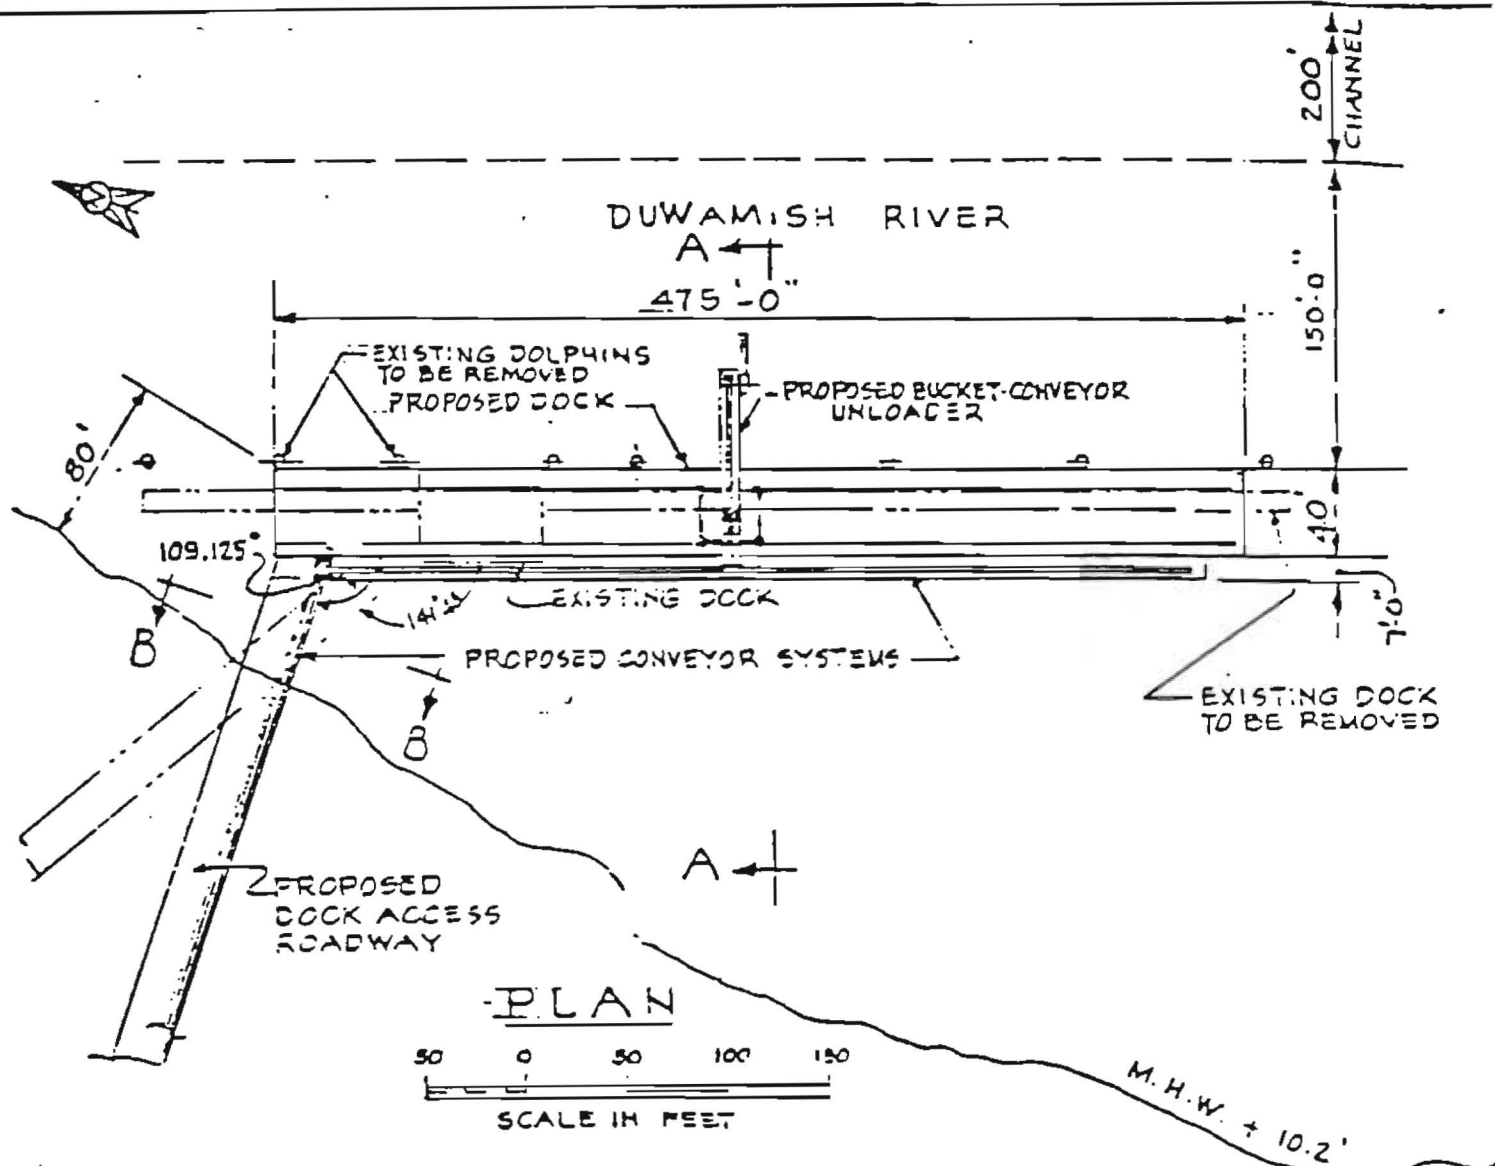 200'
CHANNEL
DUWAMISH RIVER
A
475'-0"
150'-0"
EXISTING DOLPHINS
TO BE REMOVED
PROPOSED DOCK
PROPOSED BUCKET-CONVEYOR
UNLOADER
80'
40
109.125°
EXISTING DOCK
141°
7'-0"
B
PROPOSED CONVEYOR SYSTEMS
B
EXISTING DOCK
TO BE REMOVED
A
PROPOSED
DOCK ACCESS
ROADWAY
PLAN
50 0 50 100 150
SCALE IN FEET
M.H.W. + 10.2'